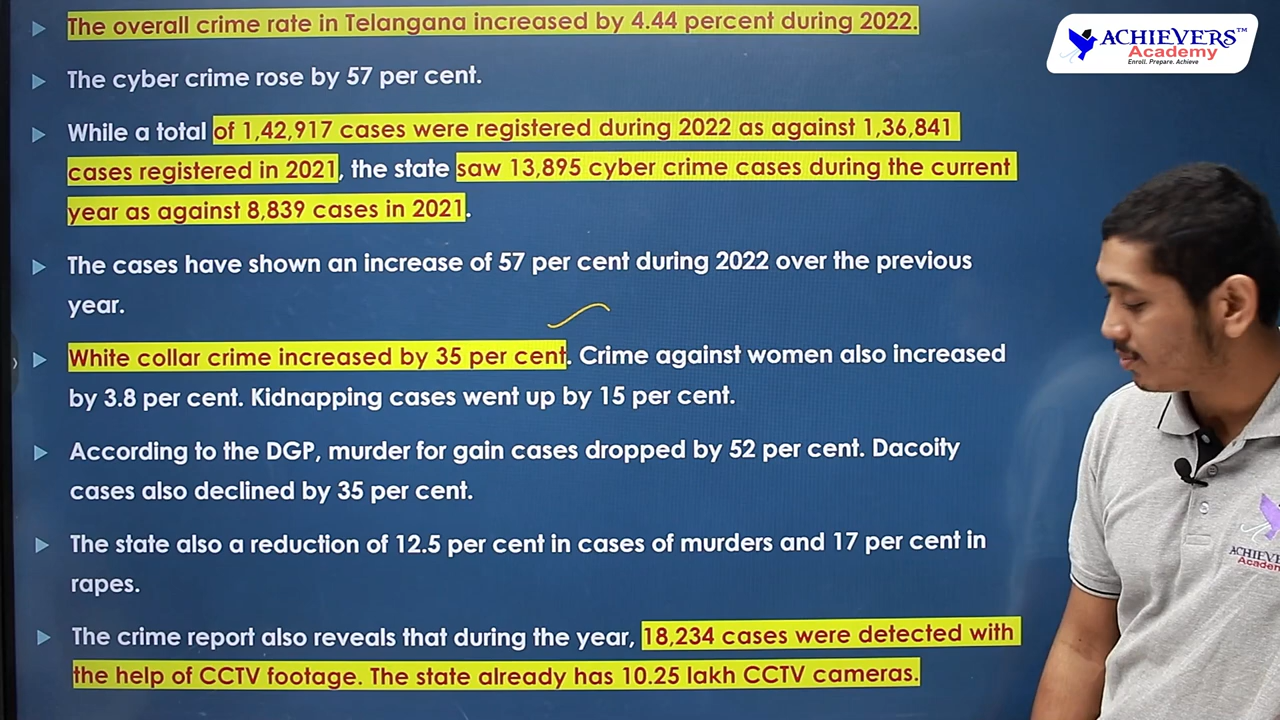 The overall crime rate in Telangana increased by 4.44 percent during 2022.
ACHIEVERS™
Academy
Enroll. Prepare. Achieve
The cyber crime rose by 57 per cent.
While a total of 1,42,917 cases were registered during 2022 as against 1,36,841
cases registered in 2021, the state saw 13,895 cyber crime cases during the current
year as against 8,839 cases in 2021.
The cases have shown an increase of 57 per cent during 2022 over the previous
year.
White collar crime increased by 35 per cent. Crime against women also increased
by 3.8 per cent. Kidnapping cases went up by 15 per cent.
According to the DGP, murder for gain cases dropped by 52 per cent. Dacoity
cases also declined by 35 per cent.
The state also a reduction of 12.5 per cent in cases of murders and 17 per cent in
rapes.
The crime report also reveals that during the year, 18,234 cases were detected with
the help of CCTV footage. The state already has 10.25 lakh CCTV cameras.